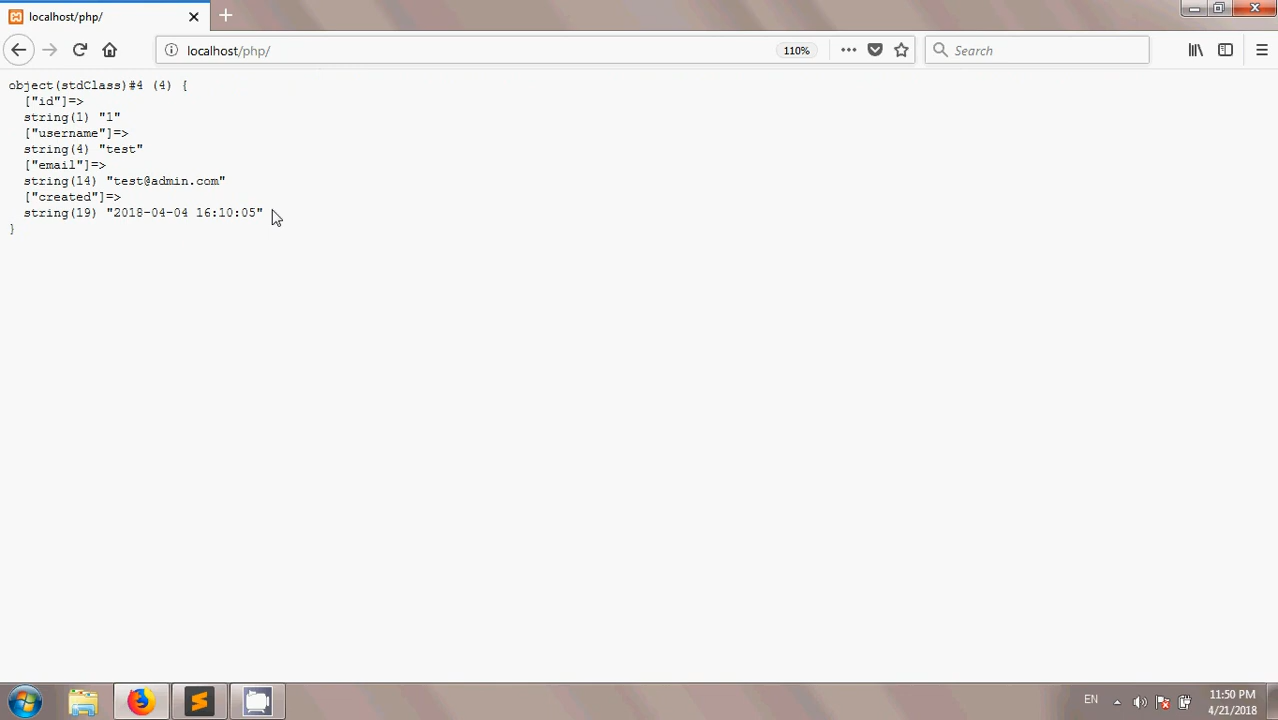 localhost/php/
localhost/php/
110%
Search
object(stdClass)#4 (4) {
  ["id"]=>
  string(1) "1"
  ["username"]=>
  string(4) "test"
  ["email"]=>
  string(14) "test@admin.com"
  ["created"]=>
  string(19) "2018-04-04 16:10:05"
}
EN
11:50 PM
4/21/2018